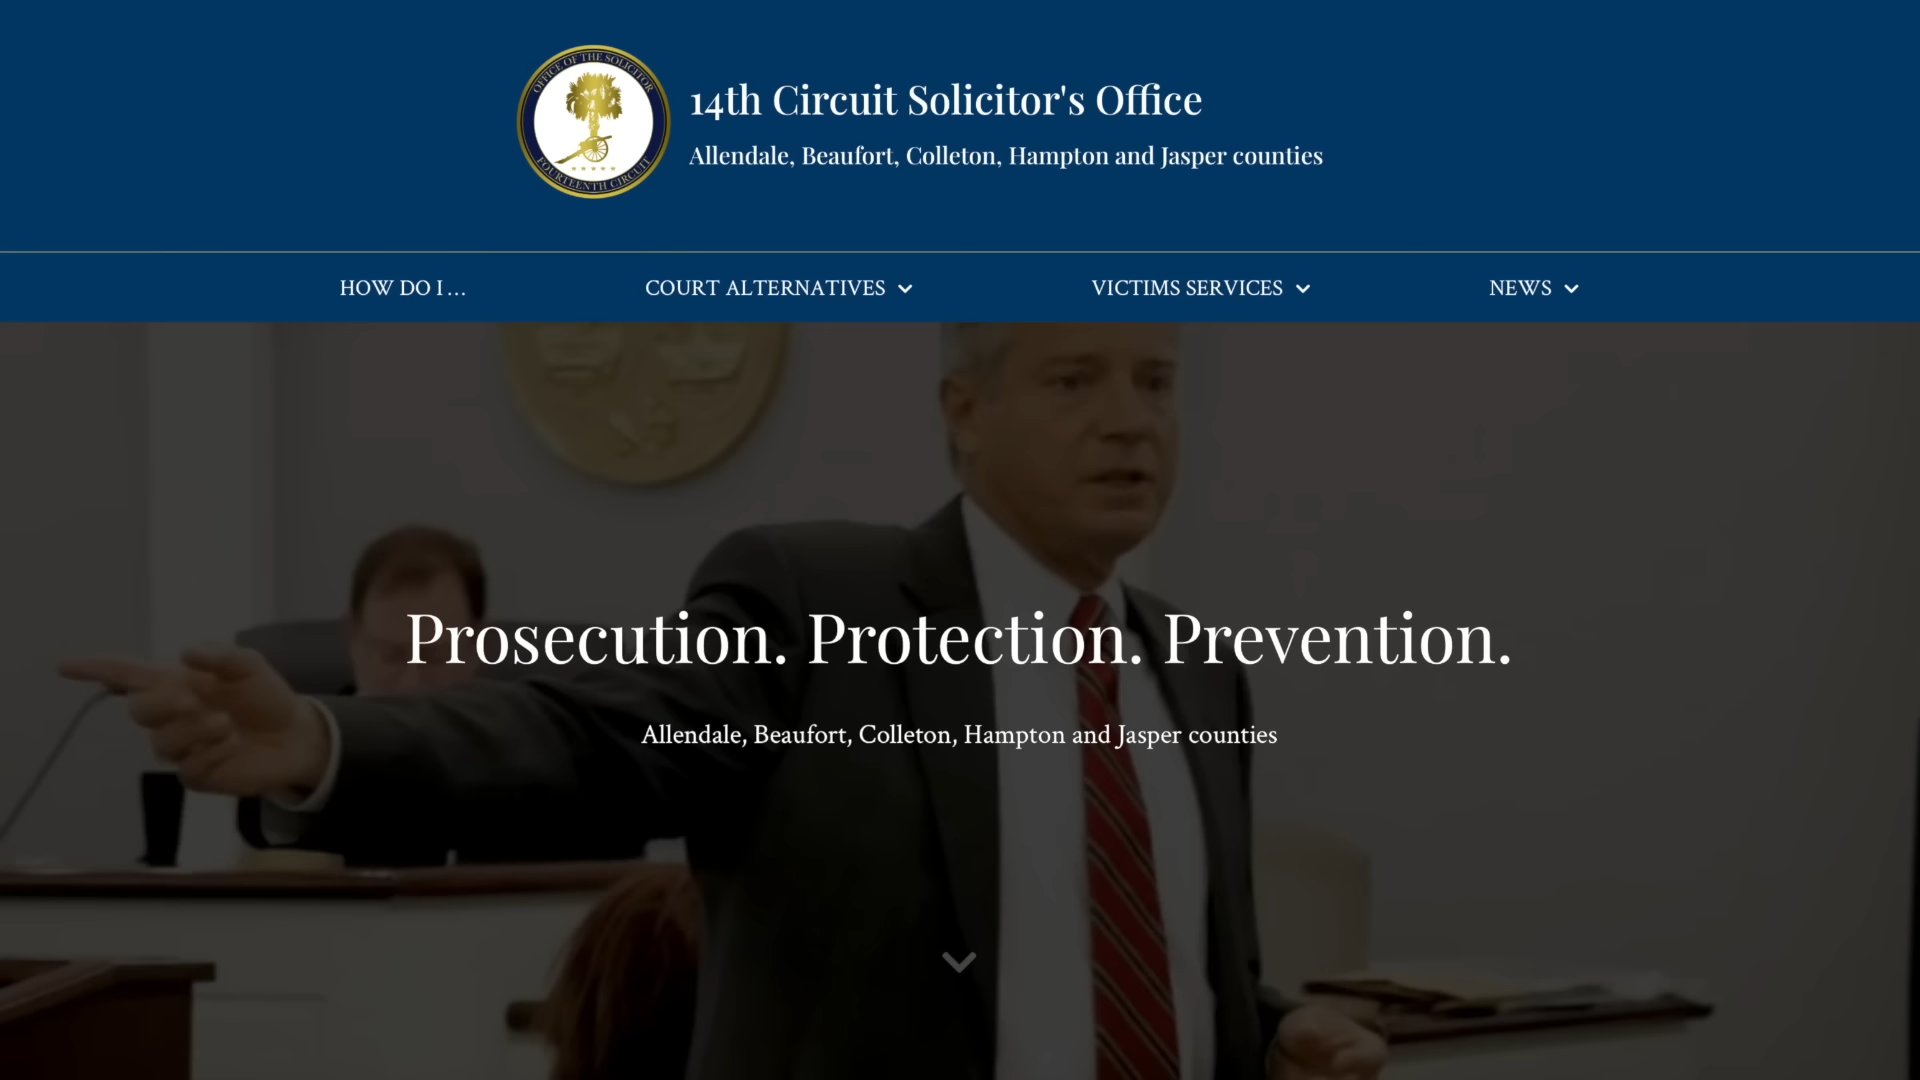 OFFICE OF THE SOLICITOR
FOURTEENTH CIRCUIT
14th Circuit Solicitor's Office
Allendale, Beaufort, Colleton, Hampton and Jasper counties
HOW DO I ...
COURT ALTERNATIVES
VICTIMS SERVICES
NEWS
Prosecution. Protection. Prevention.
Allendale, Beaufort, Colleton, Hampton and Jasper counties